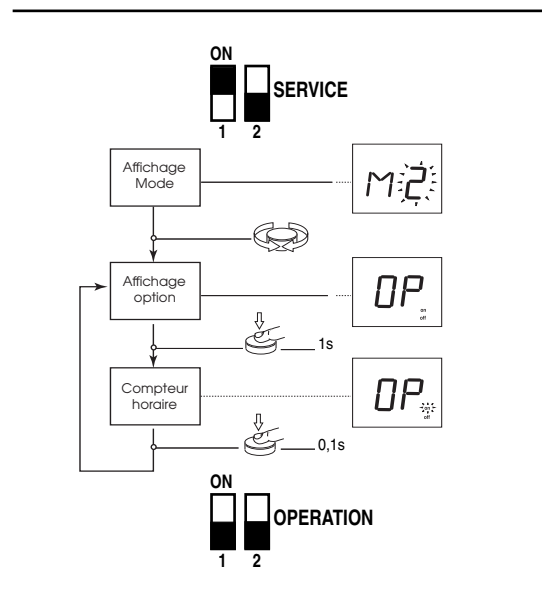 ON
SERVICE
1 2
Affichage
Mode
M2
Affichage
option
OP
on
off
1s
Compteur
horaire
OP
on
off
0,1s
ON
OPERATION
1 2